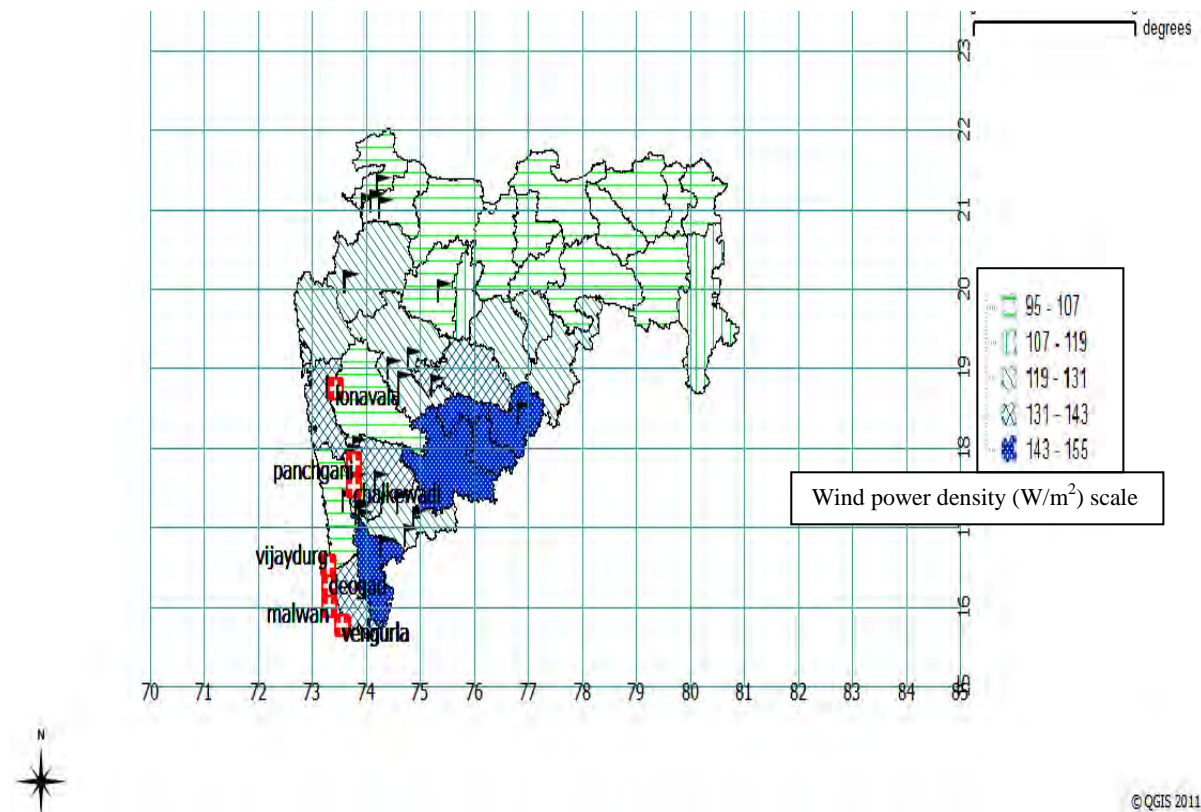 degrees
23
22
21
20
19
18
16
95 - 107
107 - 119
119 - 131
131 - 143
143 - 155
Wind power density (W/m²) scale
lonavala
panchgani
chalkewadi
vijaydurg
deogad
malwan
vengurla
70 71 72 73 74 75 76 77 78 79 80 81 82 83 84 85
N
© QGIS 2011